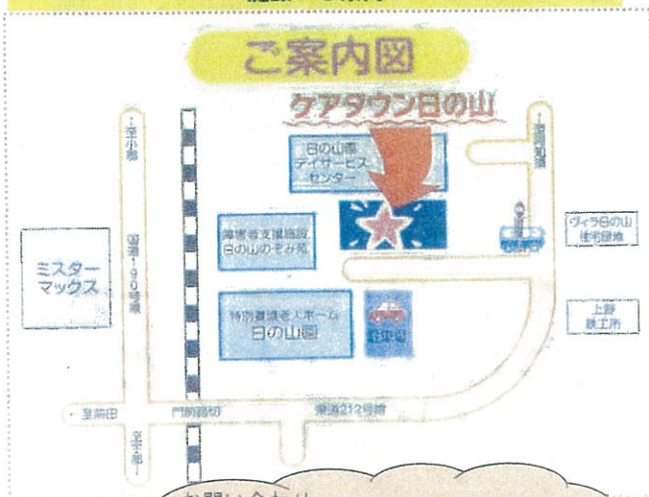 ご案内図
ケアタウン日の山
日の山園
デイサービス
センター
障害者支援施設
日の山のぞみ苑
ミスター
マックス
特別養護老人ホーム
日の山園
駐車場
ヴィラ日の山
住宅団地
上野
鉄工所
国道190号線
←至前田
門前踏切
県道212号線
お問い合わせ